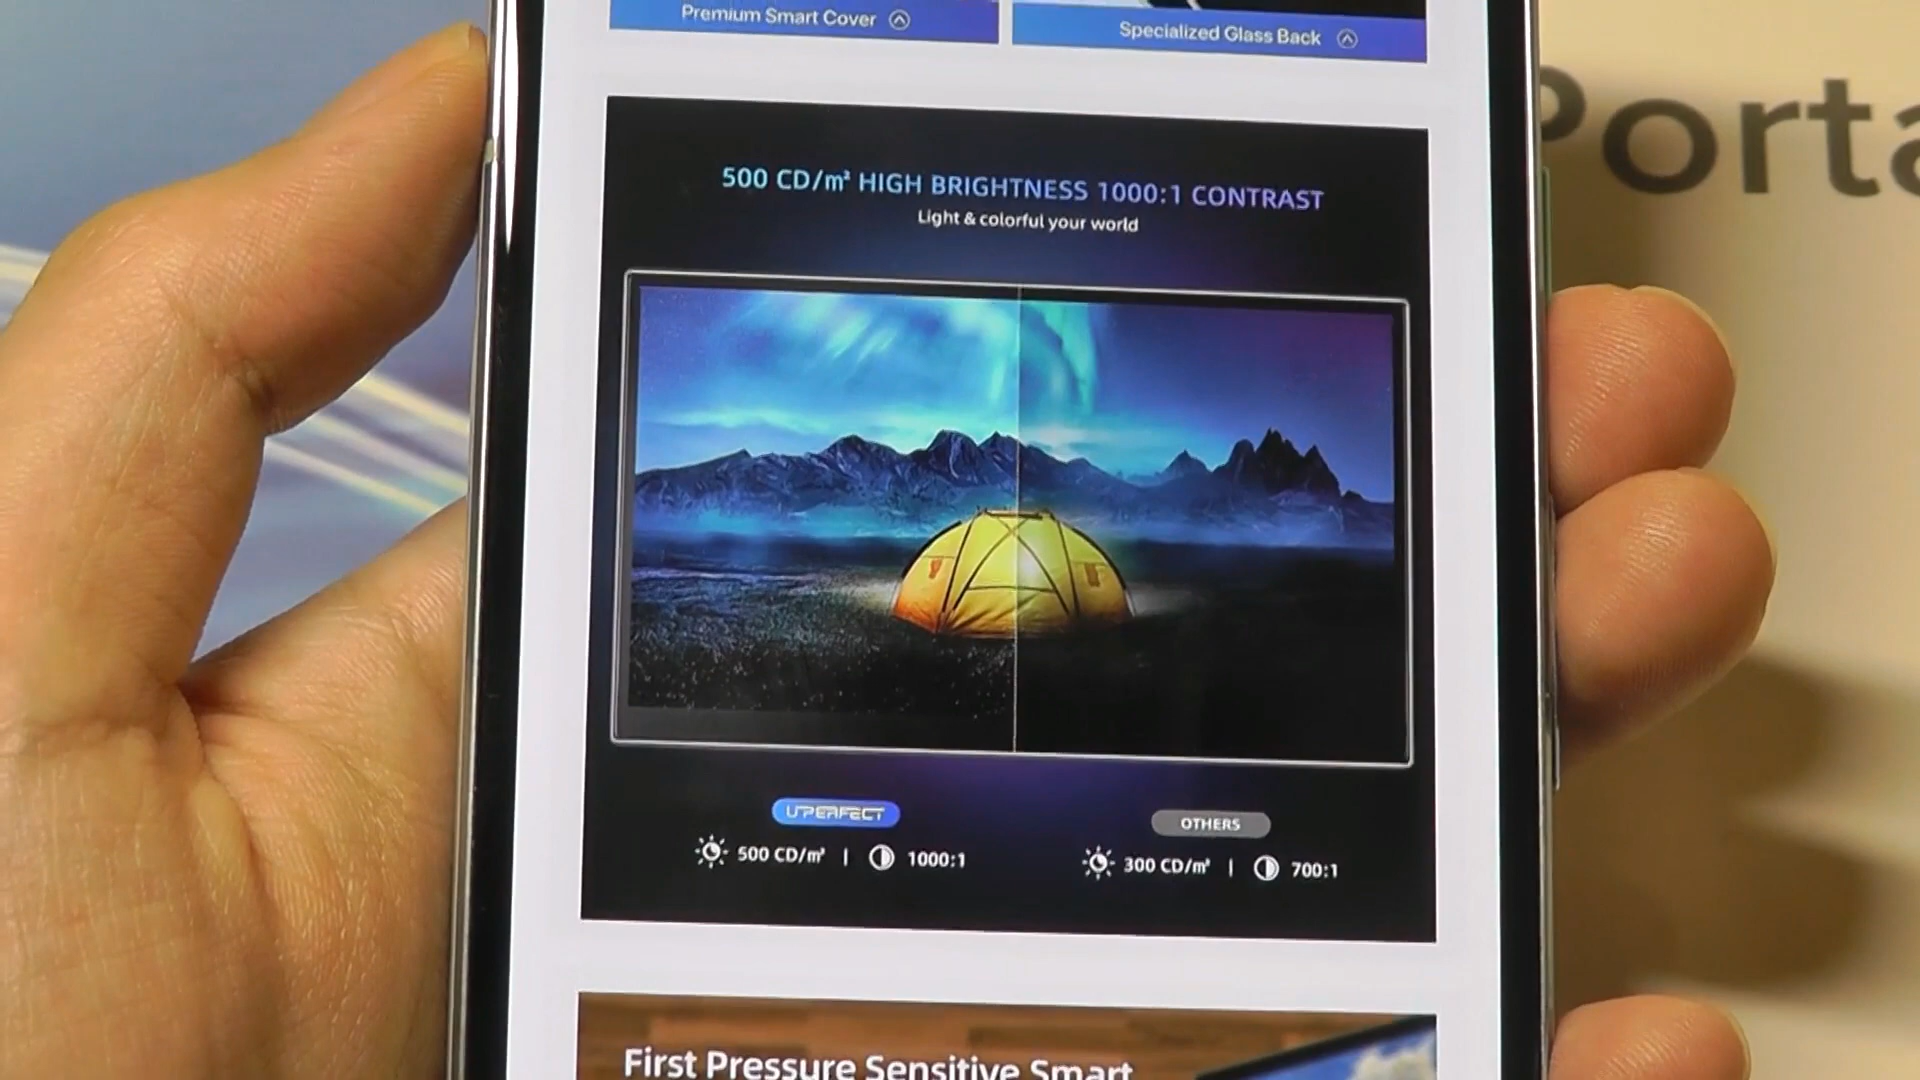 Premium Smart Cover
Specialized Glass Back
Porta
500 CD/m² HIGH BRIGHTNESS 1000:1 CONTRAST
Light & colorful your world
UPERFECT
OTHERS
500 CD/m² | 1000:1
300 CD/m² | 700:1
First Pressure Sensitive Smart